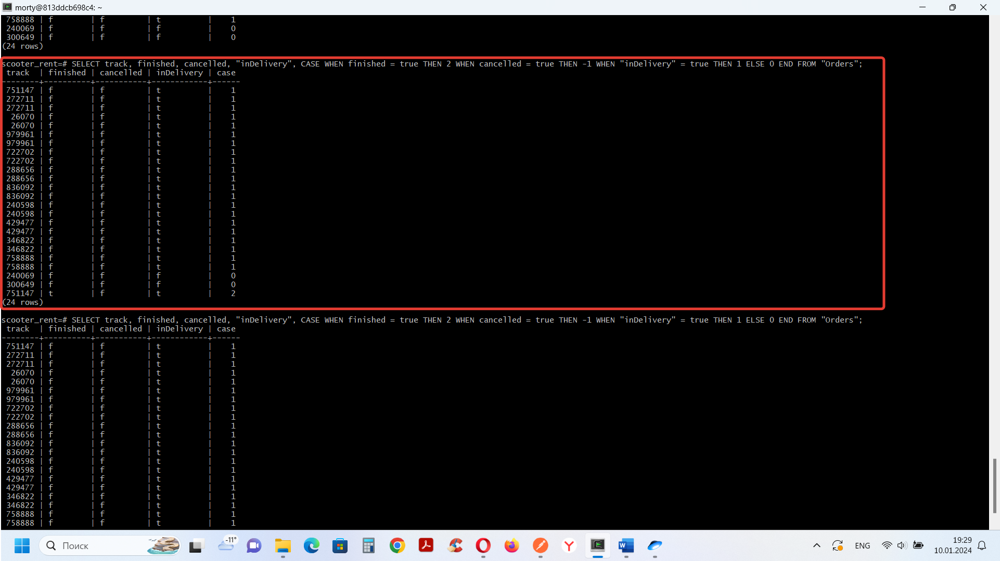 morty@813ddcb698c4: ~
758888 | f | f | t | 1
240069 | f | f | f | 0
300649 | f | f | f | 0
(24 rows)
scooter_rent=# SELECT track, finished, cancelled, "inDelivery", CASE WHEN finished = true THEN 2 WHEN cancelled = true THEN -1 WHEN "inDelivery" = true THEN 1 ELSE 0 END FROM "Orders";
track | finished | cancelled | inDelivery | case
--------+----------+-----------+------------+------
751147 | f | f | t | 1
272711 | f | f | t | 1
272711 | f | f | t | 1
26070 | f | f | t | 1
26070 | f | f | t | 1
979961 | f | f | t | 1
979961 | f | f | t | 1
722702 | f | f | t | 1
722702 | f | f | t | 1
288656 | f | f | t | 1
288656 | f | f | t | 1
836092 | f | f | t | 1
836092 | f | f | t | 1
240598 | f | f | t | 1
240598 | f | f | t | 1
429477 | f | f | t | 1
429477 | f | f | t | 1
346822 | f | f | t | 1
346822 | f | f | t | 1
758888 | f | f | t | 1
758888 | f | f | t | 1
240069 | f | f | f | 0
300649 | f | f | f | 0
751147 | t | f | t | 2
(24 rows)
scooter_rent=# SELECT track, finished, cancelled, "inDelivery", CASE WHEN finished = true THEN 2 WHEN cancelled = true THEN -1 WHEN "inDelivery" = true THEN 1 ELSE 0 END FROM "Orders";
track | finished | cancelled | inDelivery | case
--------+----------+-----------+------------+------
751147 | f | f | t | 1
272711 | f | f | t | 1
272711 | f | f | t | 1
26070 | f | f | t | 1
26070 | f | f | t | 1
979961 | f | f | t | 1
979961 | f | f | t | 1
722702 | f | f | t | 1
722702 | f | f | t | 1
288656 | f | f | t | 1
288656 | f | f | t | 1
836092 | f | f | t | 1
836092 | f | f | t | 1
240598 | f | f | t | 1
240598 | f | f | t | 1
429477 | f | f | t | 1
429477 | f | f | t | 1
346822 | f | f | t | 1
346822 | f | f | t | 1
758888 | f | f | t | 1
758888 | f | f | t | 1
Поиск
-11°
ENG
19:29
10.01.2024